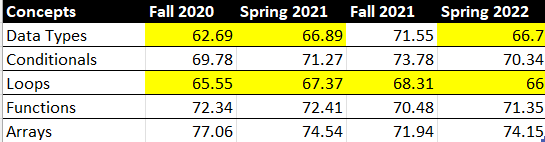 Concepts Fall 2020 Spring 2021 Fall 2021 Spring 2022
Data Types 62.69 66.89 71.55 66.7
Conditionals 69.78 71.27 73.78 70.34
Loops 65.55 67.37 68.31 66
Functions 72.34 72.41 70.48 71.35
Arrays 77.06 74.54 71.94 74.15